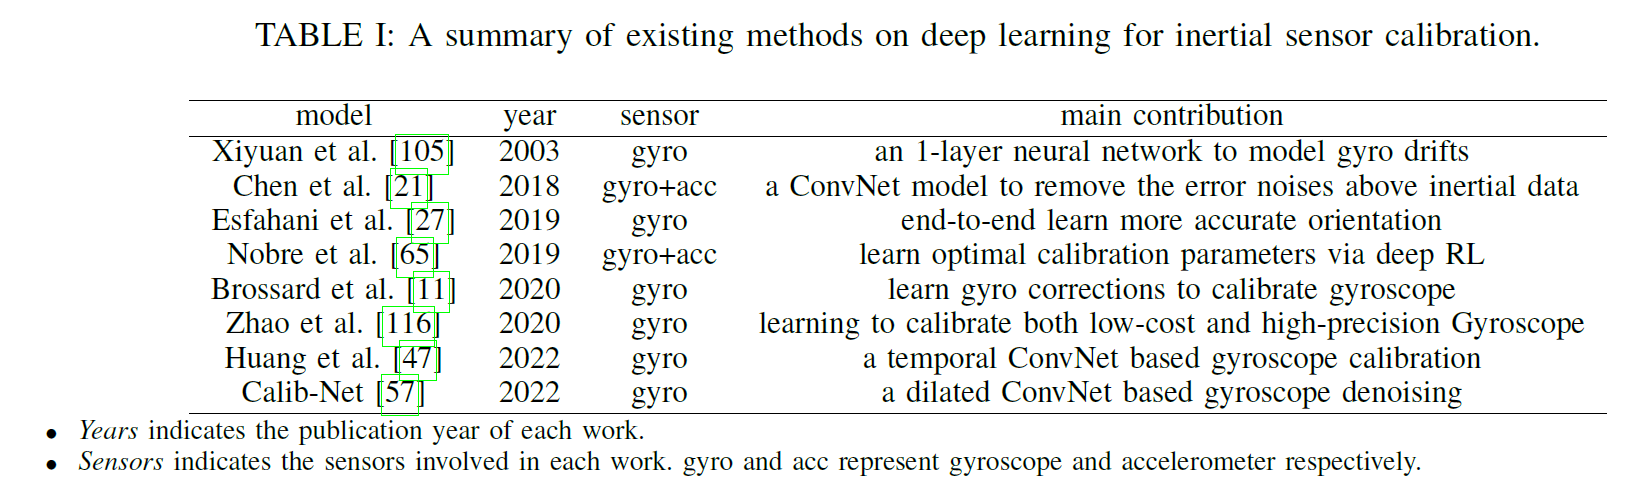 TABLE I: A summary of existing methods on deep learning for inertial sensor calibration.
model year sensor main contribution
Xiyuan et al. [105] 2003 gyro an 1-layer neural network to model gyro drifts
Chen et al. [21] 2018 gyro+acc a ConvNet model to remove the error noises above inertial data
Esfahani et al. [27] 2019 gyro end-to-end learn more accurate orientation
Nobre et al. [65] 2019 gyro+acc learn optimal calibration parameters via deep RL
Brossard et al. [11] 2020 gyro learn gyro corrections to calibrate gyroscope
Zhao et al. [116] 2020 gyro learning to calibrate both low-cost and high-precision Gyroscope
Huang et al. [47] 2022 gyro a temporal ConvNet based gyroscope calibration
Calib-Net [57] 2022 gyro a dilated ConvNet based gyroscope denoising
• Years indicates the publication year of each work.
• Sensors indicates the sensors involved in each work. gyro and acc represent gyroscope and accelerometer respectively.